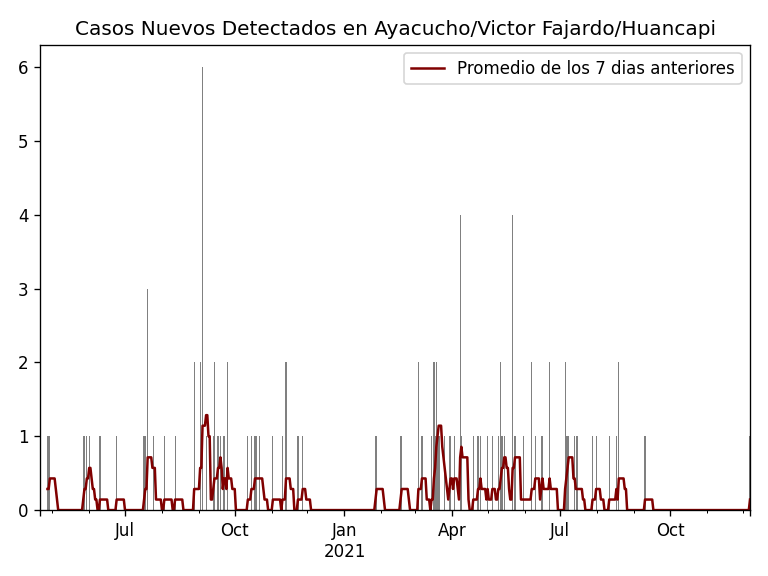 Casos Nuevos Detectados en Ayacucho/Victor Fajardo/Huancapi
Promedio de los 7 dias anteriores
6
5
4
3
2
1
0
Jul
Oct
Jan
2021
Apr
Jul
Oct